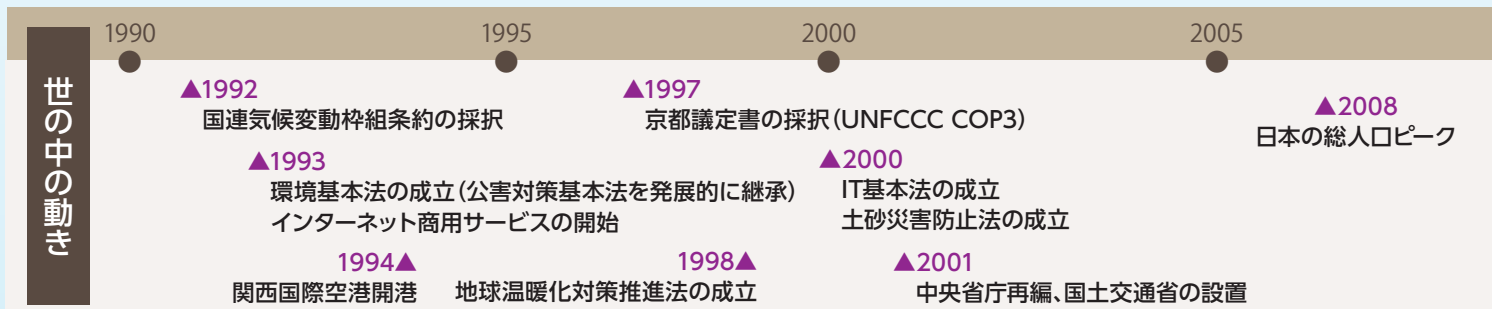 世の中の動き
1990
1995
2000
2005
▲1992
国連気候変動枠組条約の採択
▲1997
京都議定書の採択（UNFCCC COP3）
▲2008
日本の総人口ピーク
▲1993
環境基本法の成立（公害対策基本法を発展的に継承）
インターネット商用サービスの開始
▲2000
IT基本法の成立
土砂災害防止法の成立
1994▲
関西国際空港開港
1998▲
地球温暖化対策推進法の成立
▲2001
中央省庁再編、国土交通省の設置